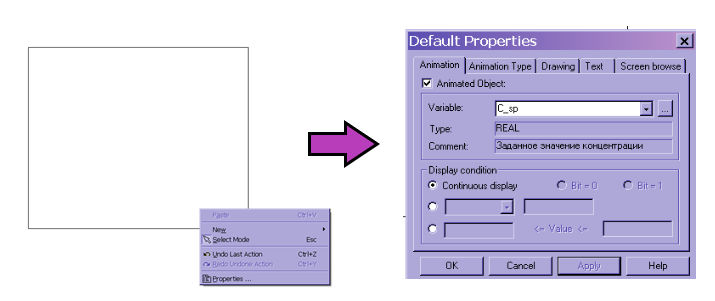 Paste Ctrl+V
New
Select Mode Esc
Undo Last Action Ctrl+Z
Redo Undone Action Ctrl+Y
Properties ...
Default Properties
Animation Animation Type Drawing Text Screen browse
Animated Object:
Variable: C_sp ...
Type: REAL
Comment: Заданное значение концентрации
Display condition
Continuous display Bit = 0 Bit = 1
<= Value <=
OK Cancel Apply Help